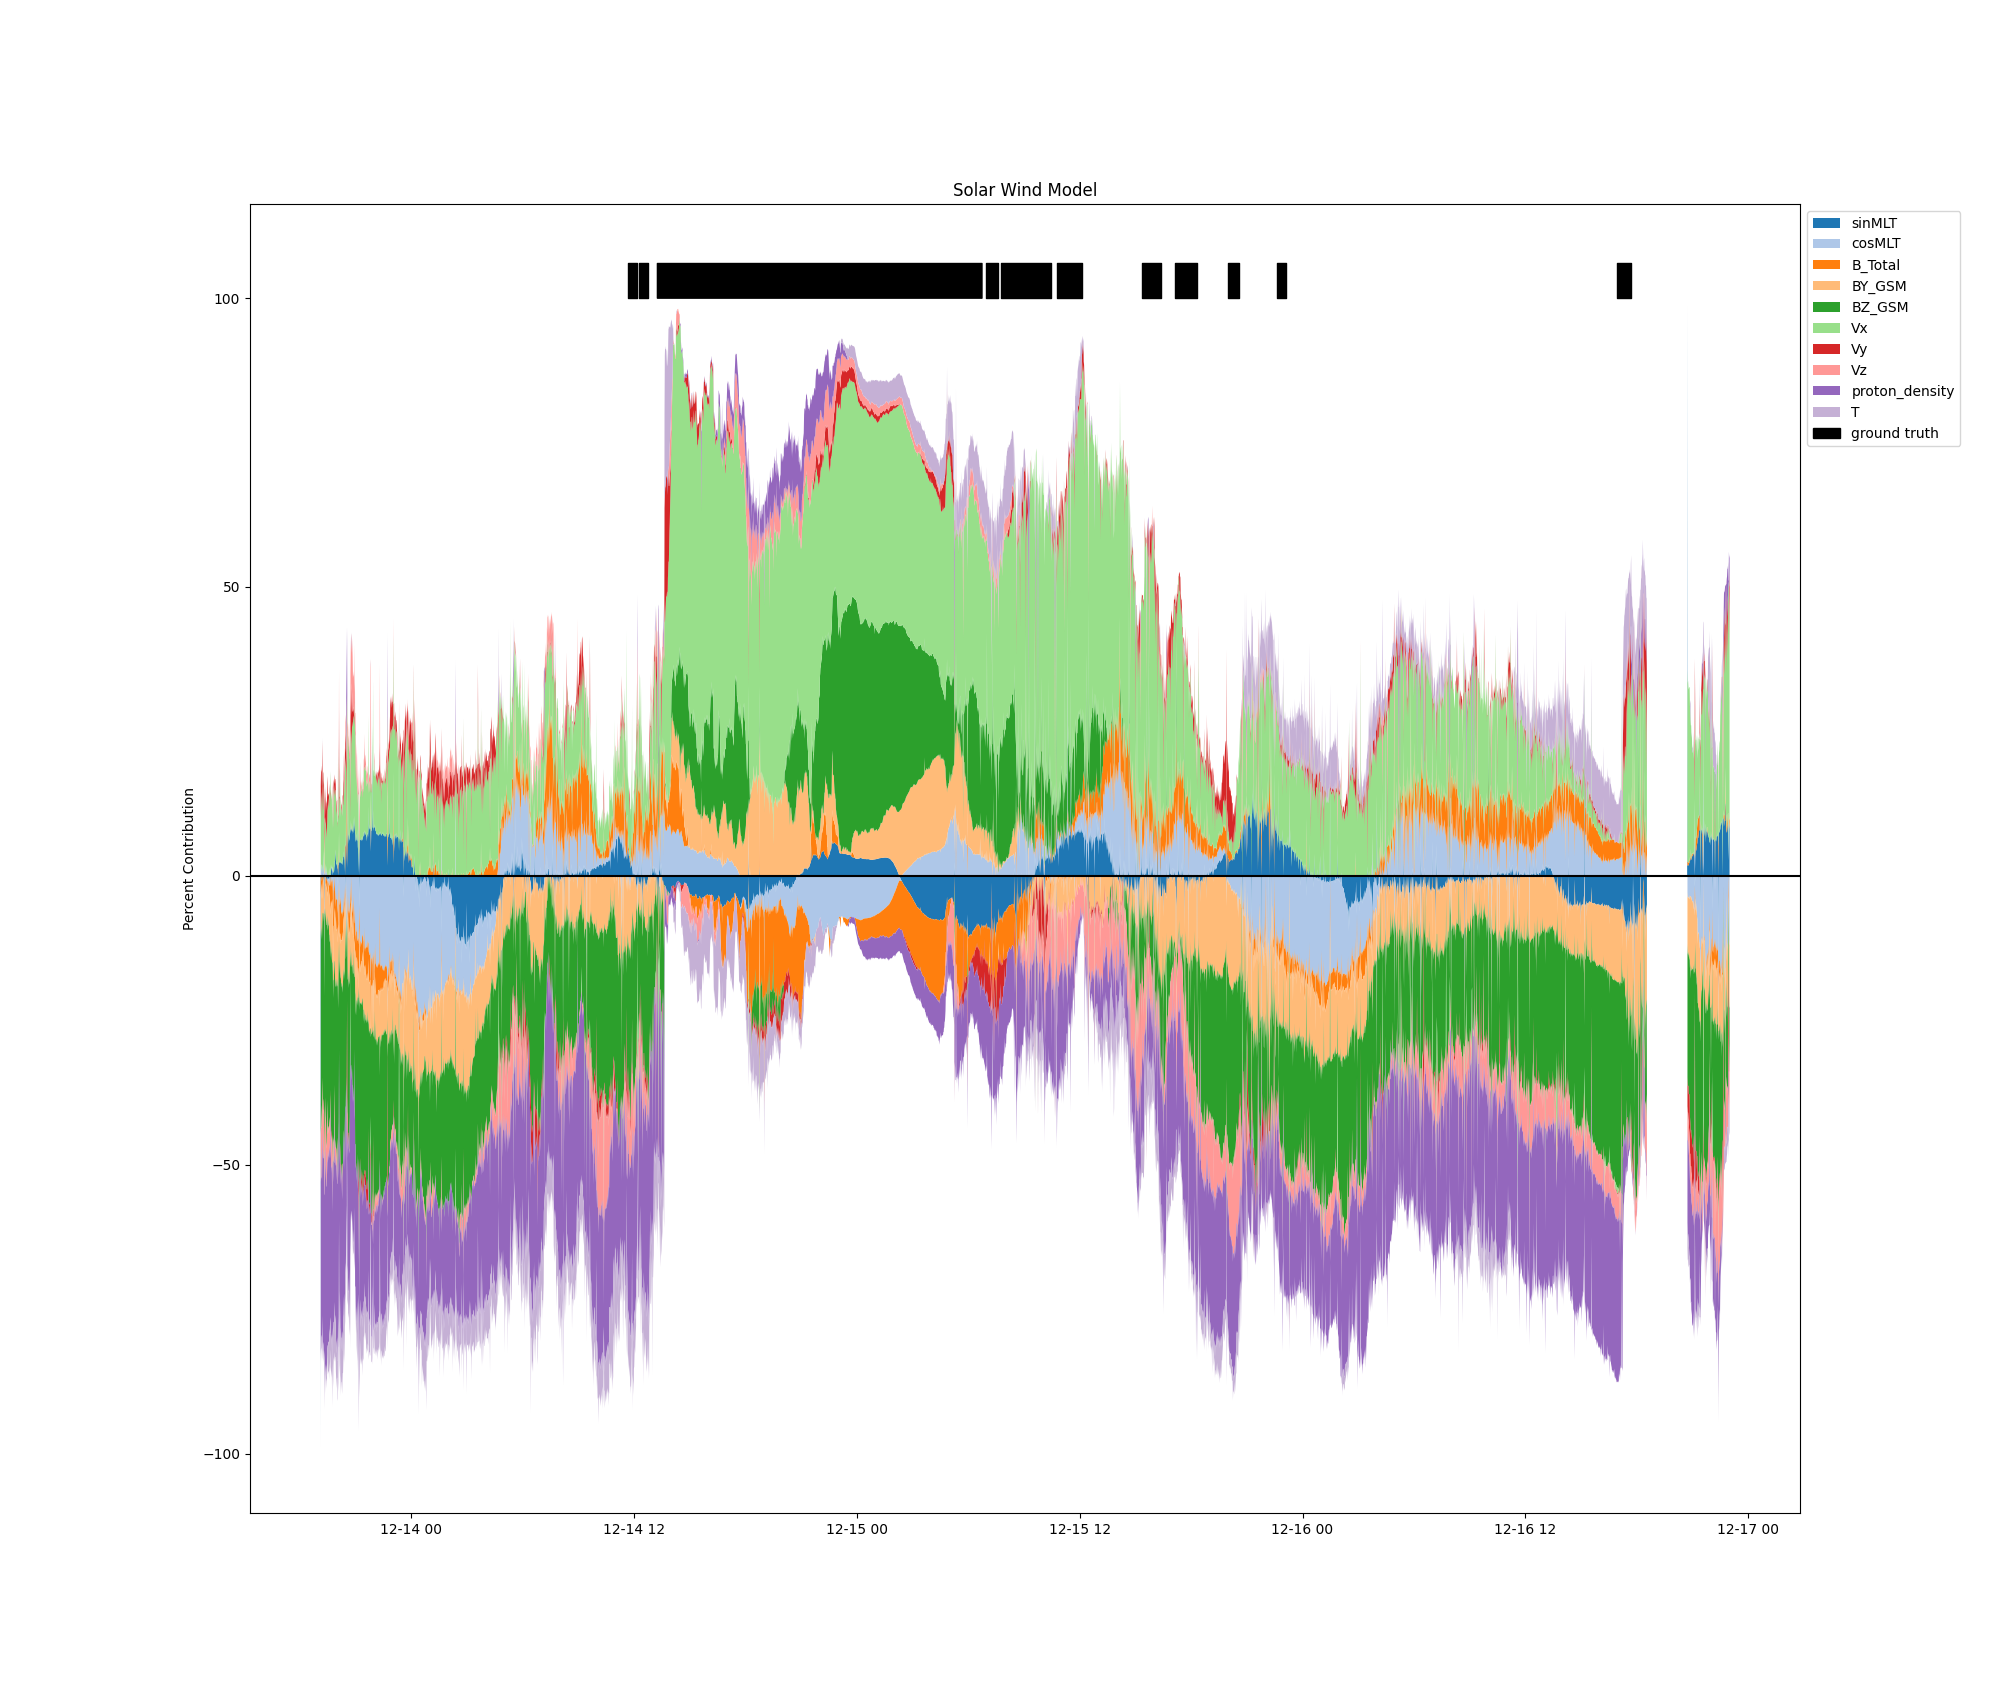 Solar Wind Model
Percent Contribution
100
50
0
−50
−100
12-14 00
12-14 12
12-15 00
12-15 12
12-16 00
12-16 12
12-17 00
sinMLT
cosMLT
B_Total
BY_GSM
BZ_GSM
Vx
Vy
Vz
proton_density
T
ground truth